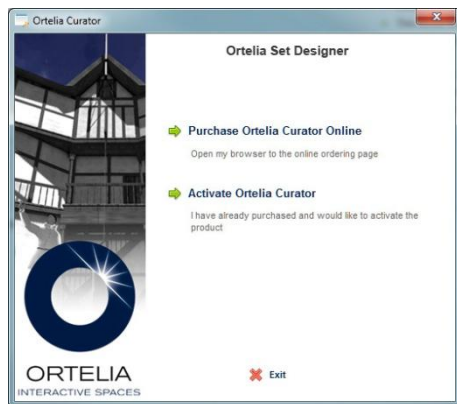 Ortelia Curator
Ortelia Set Designer
Purchase Ortelia Curator Online
Open my browser to the online ordering page
Activate Ortelia Curator
I have already purchased and would like to activate the
product
ORTELIA
INTERACTIVE SPACES
Exit